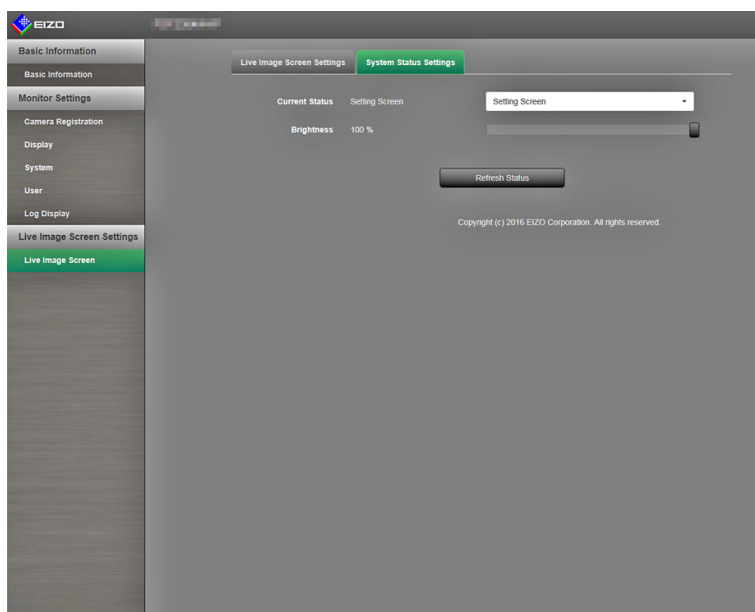 EIZO
Basic Information
Basic Information
Monitor Settings
Camera Registration
Display
System
User
Log Display
Live Image Screen Settings
Live Image Screen
Live Image Screen Settings System Status Settings
Current Status Setting Screen Setting Screen
Brightness 100 %
Refresh Status
Copyright (c) 2016 EIZO Corporation. All rights reserved.